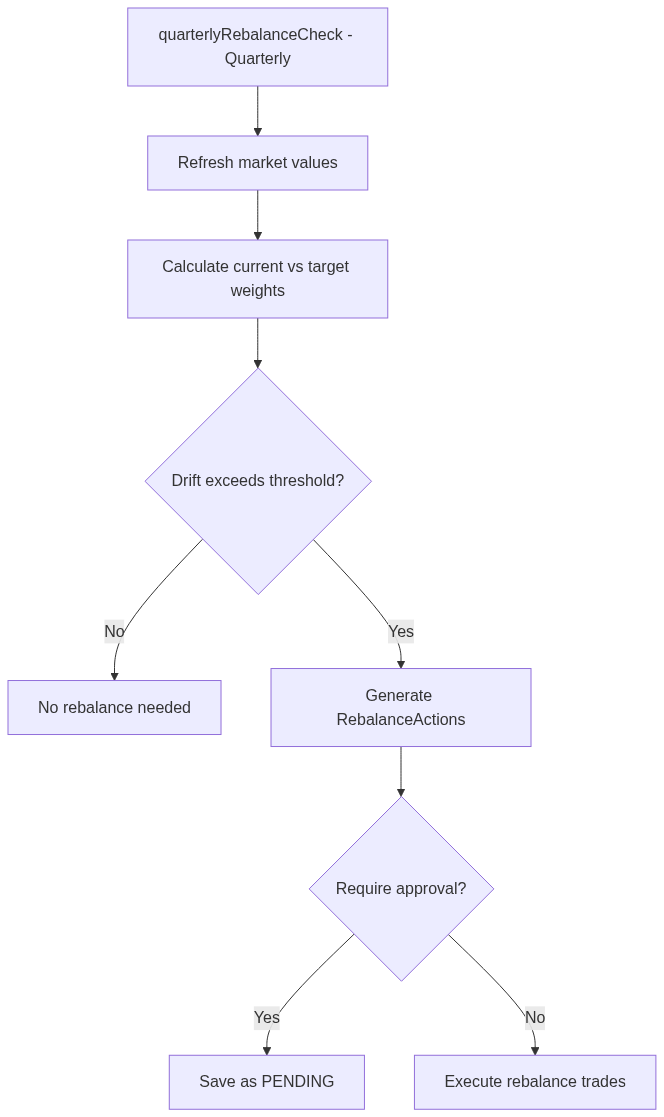 quarterlyRebalanceCheck -
Quarterly
Refresh market values
Calculate current vs target
weights
Drift exceeds threshold?
No
Yes
No rebalance needed
Generate
RebalanceActions
Require approval?
Yes
No
Save as PENDING
Execute rebalance trades